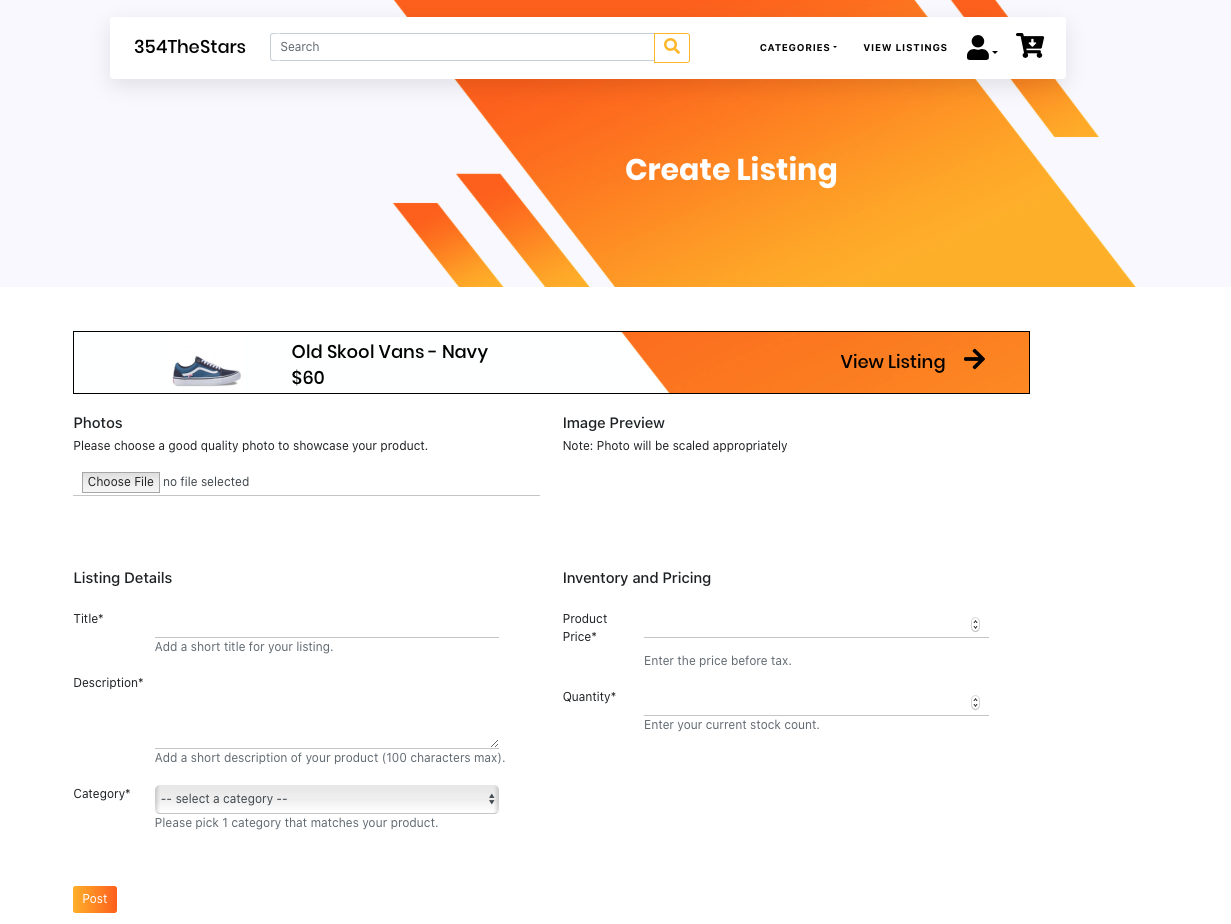 354TheStars
Search
CATEGORIES
VIEW LISTINGS
Create Listing
Old Skool Vans - Navy
$60
View Listing
Photos
Please choose a good quality photo to showcase your product.
Choose File no file selected
Image Preview
Note: Photo will be scaled appropriately
Listing Details
Title*
Add a short title for your listing.
Description*
Add a short description of your product (100 characters max).
Category*
-- select a category --
Please pick 1 category that matches your product.
Inventory and Pricing
Product
Price*
Enter the price before tax.
Quantity*
Enter your current stock count.
Post